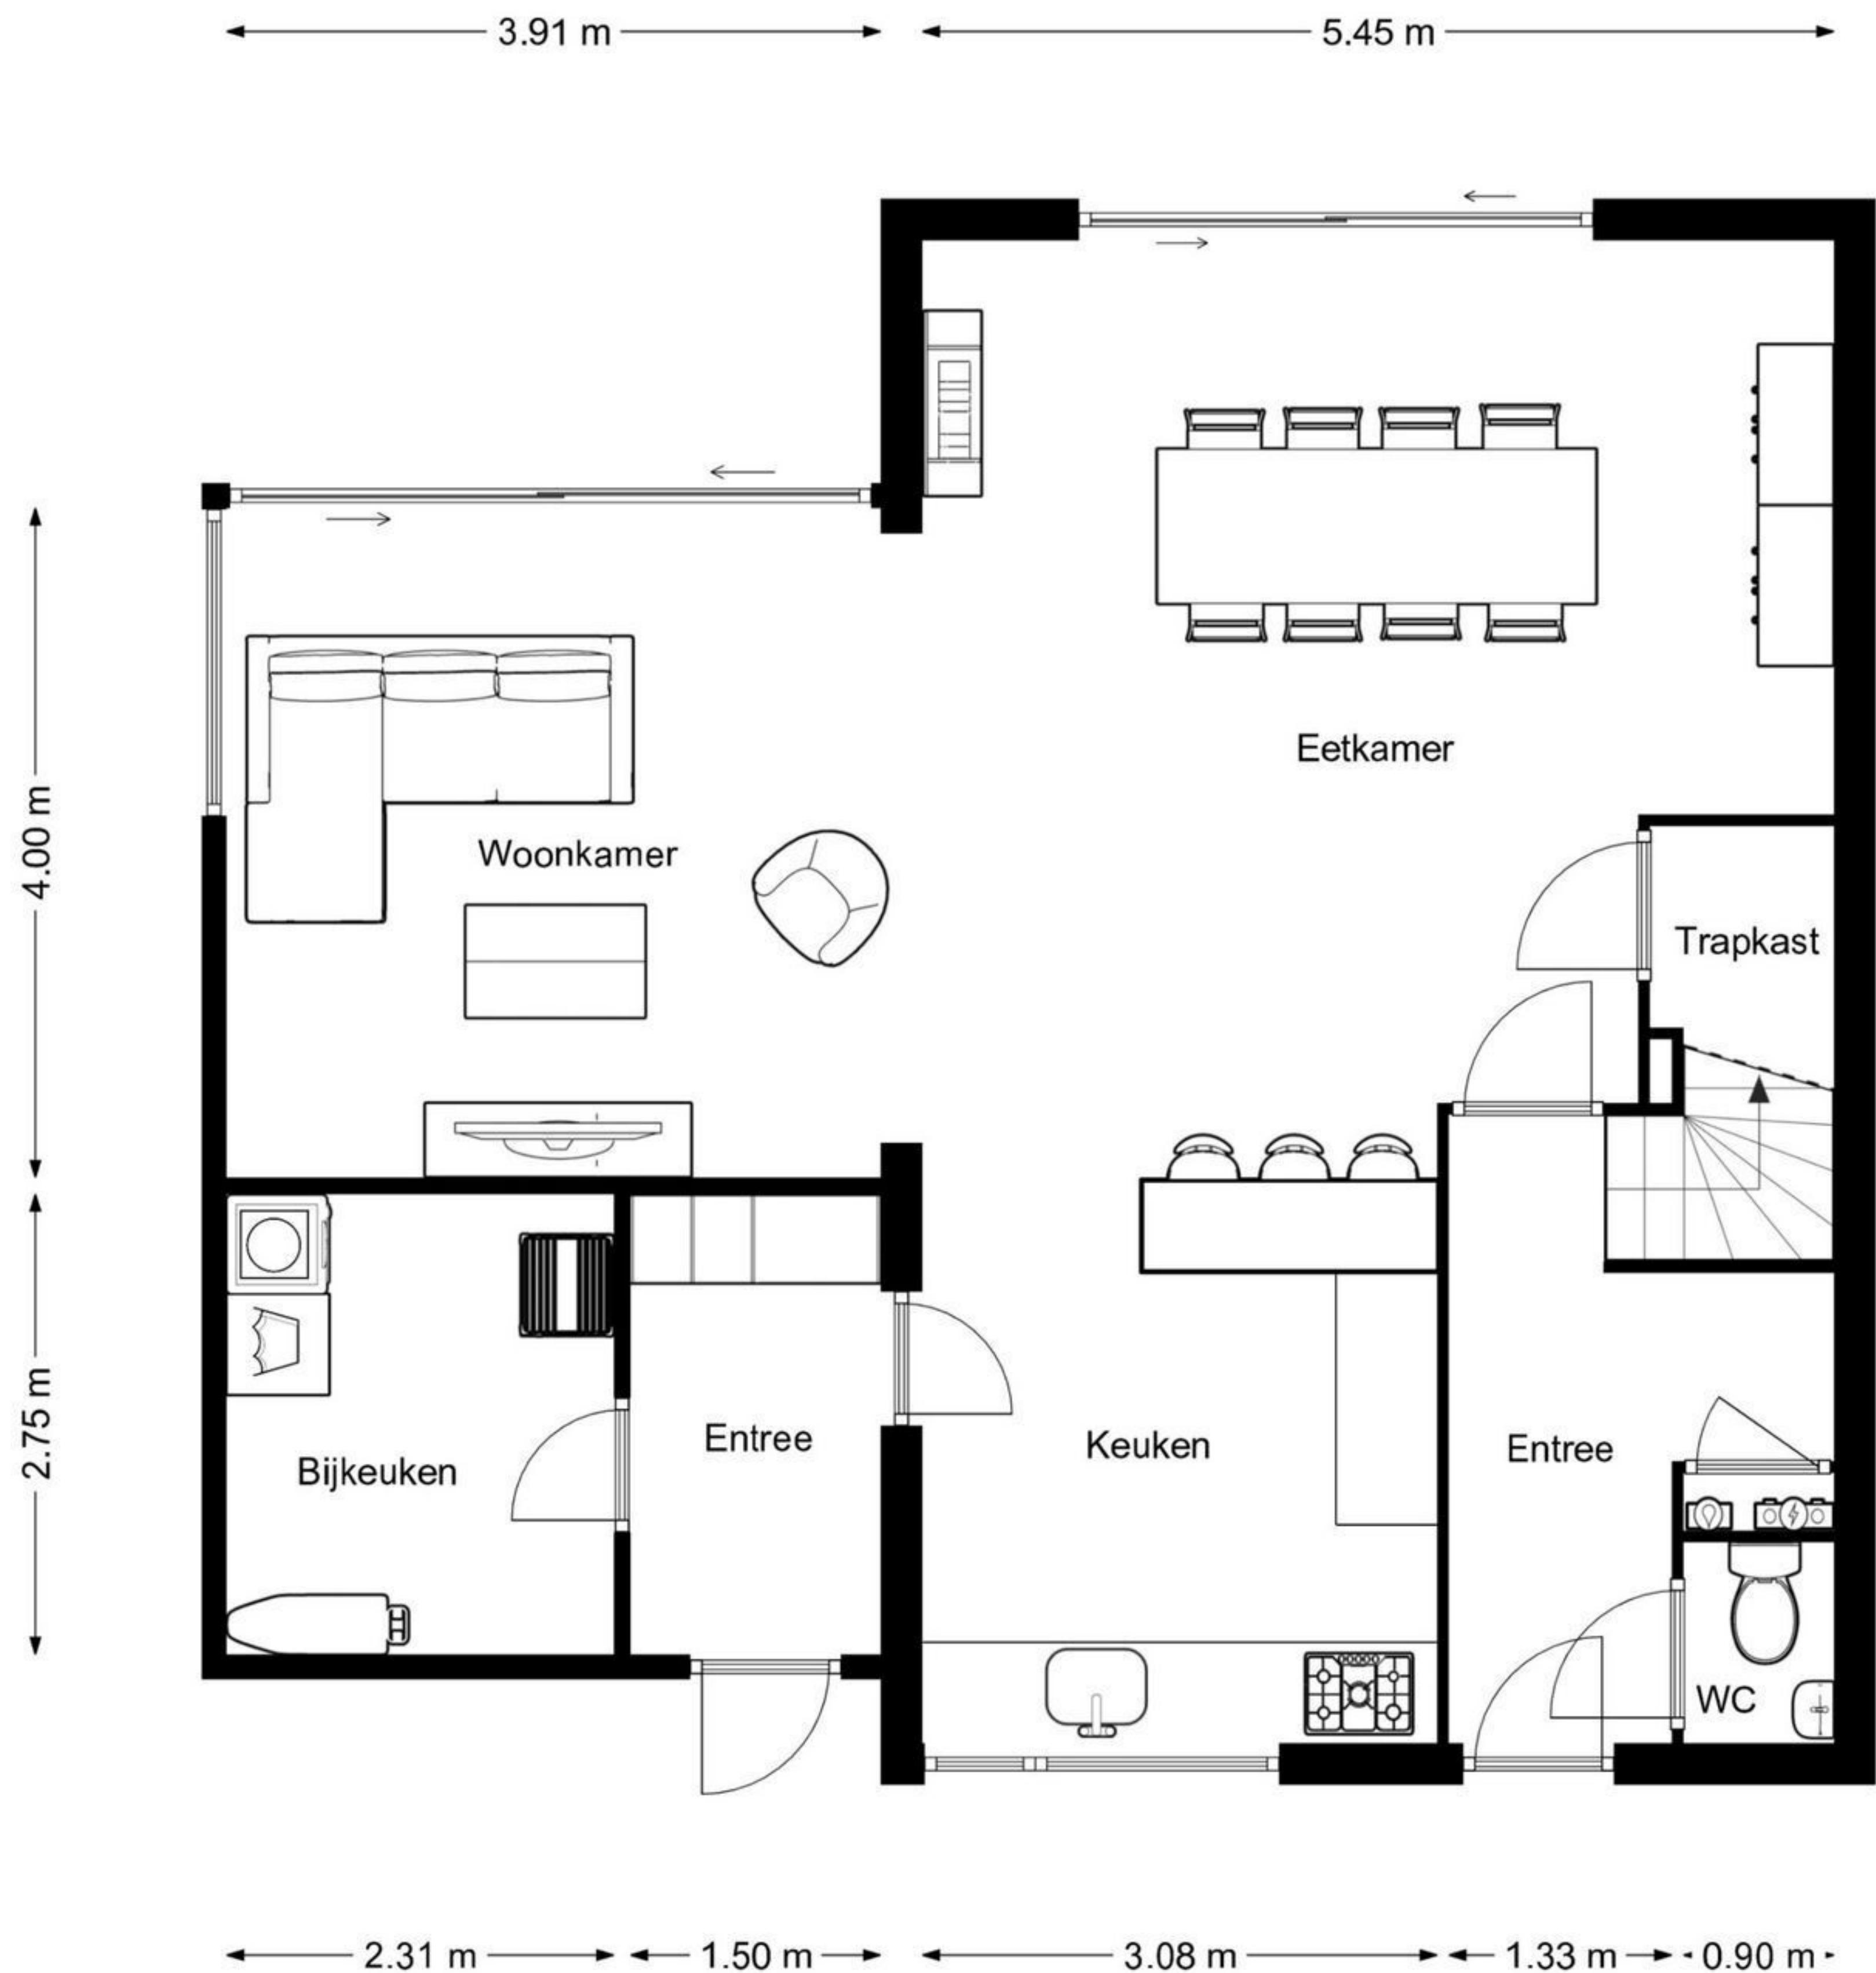 3.91 m
5.45 m
Eetkamer
4.00 m
Woonkamer
Trapkast
2.75 m
Entree
Keuken
Entree
Bijkeuken
WC
2.31 m
1.50 m
3.08 m
1.33 m
0.90 m